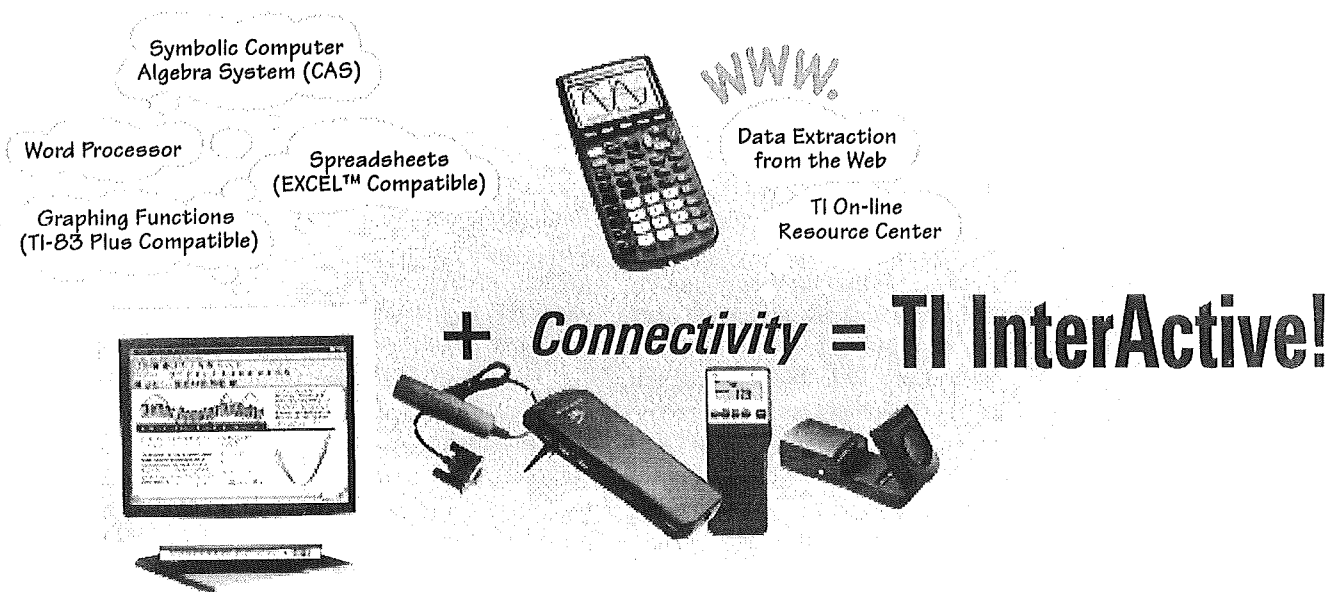 Symbolic Computer
Algebra System (CAS)
Word Processor
Spreadsheets
(EXCEL™ Compatible)
Graphing Functions
(TI-83 Plus Compatible)
WWW.
Data Extraction
from the Web
TI On-line
Resource Center
+ Connectivity = TI InterActive!